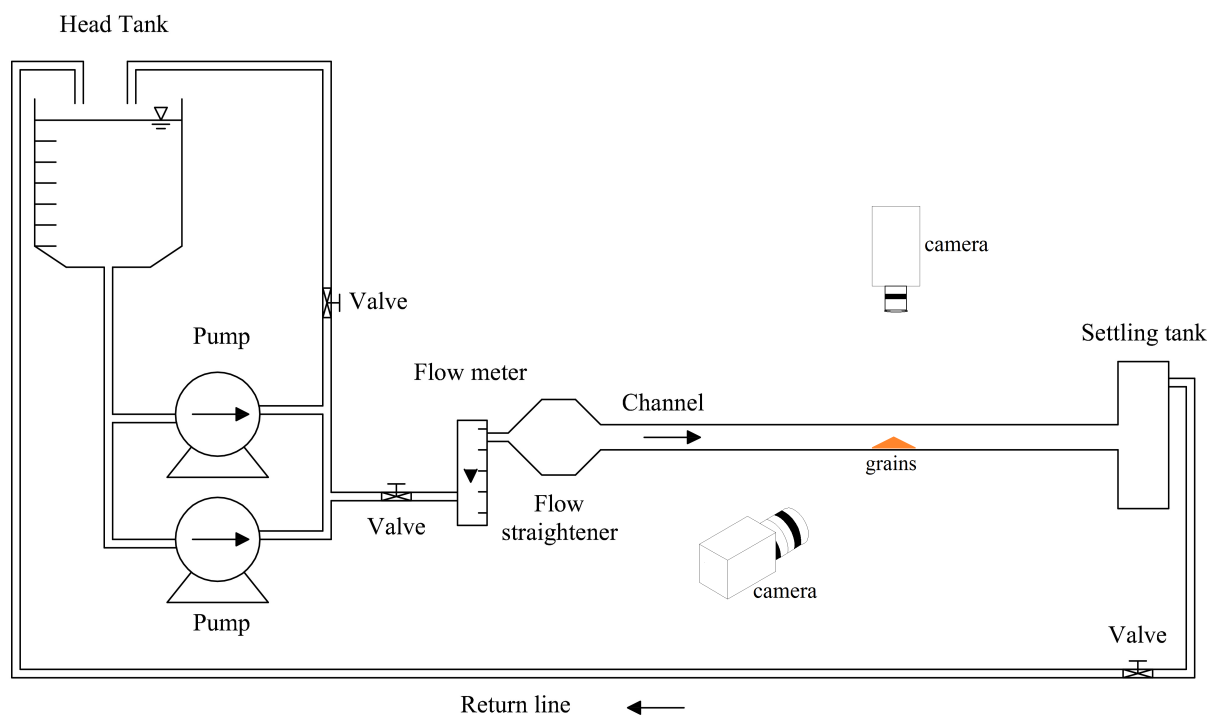 Head Tank
camera
Valve
Pump
Settling tank
Flow meter
Channel
grains
Flow
straightener
Valve
camera
Pump
Valve
Return line